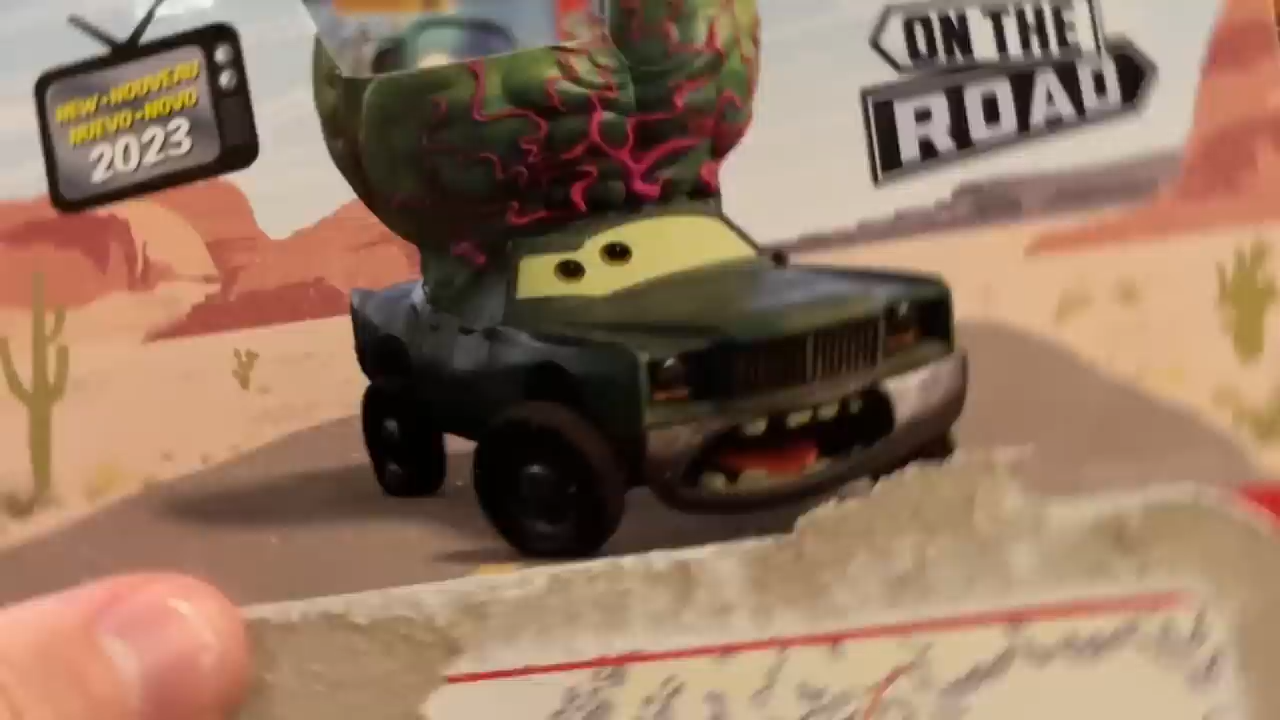 NEW • NOUVEAU
NUEVO • NOVO
2023
ON THE
ROAD